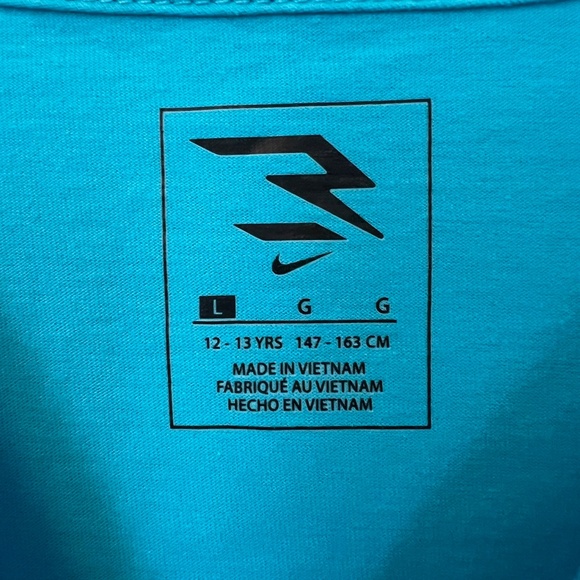 L G G
12 - 13 YRS 147 - 163 CM
MADE IN VIETNAM
FABRIQUÉ AU VIETNAM
HECHO EN VIETNAM